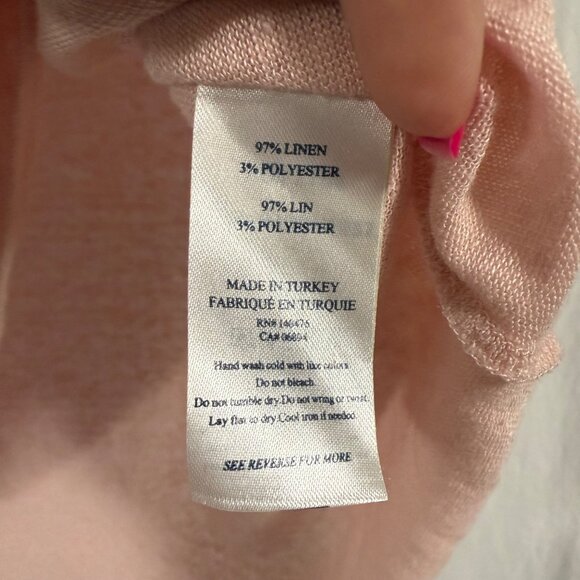 97% LINEN
3% POLYESTER
97% LIN
3% POLYESTER
MADE IN TURKEY
FABRIQUÉ EN TURQUIE
RN# 146476
CA# 06894
Hand wash cold with like colors
Do not bleach.
Do not tumble dry.Do not wring or twist.
Lay flat to dry.Cool iron if needed.
SEE REVERSE FOR MORE